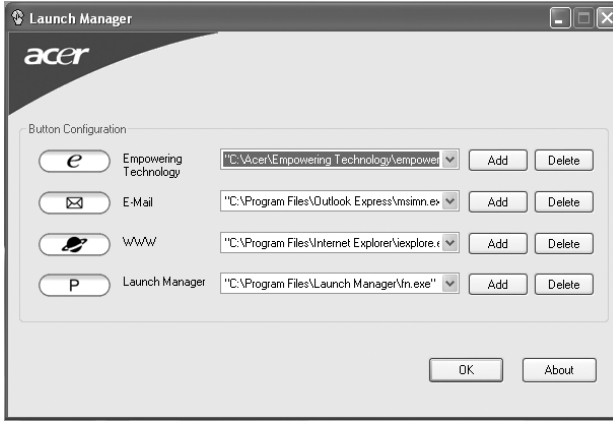 Launch Manager
acer
Button Configuration
e Empowering Technology "C:\Acer\Empowering Technology\empower Add Delete
E-Mail "C:\Program Files\Outlook Express\msimn.ex Add Delete
WWW "C:\Program Files\Internet Explorer\iexplore.e Add Delete
P Launch Manager "C:\Program Files\Launch Manager\fn.exe" Add Delete
OK About